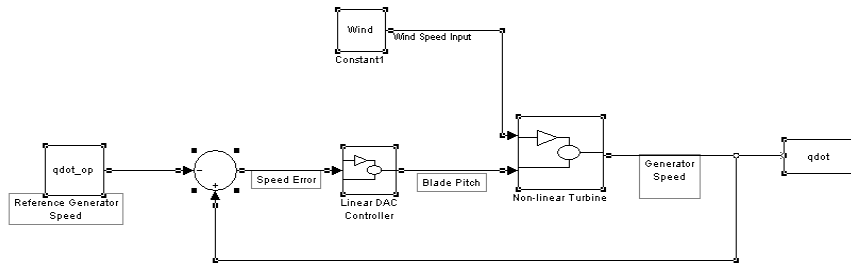 Wind
Wind Speed Input
Constant1
qdot_op
−
+
Speed Error
Blade Pitch
Generator
Speed
qdot
Reference Generator
Speed
Linear DAC
Controller
Non-linear Turbine